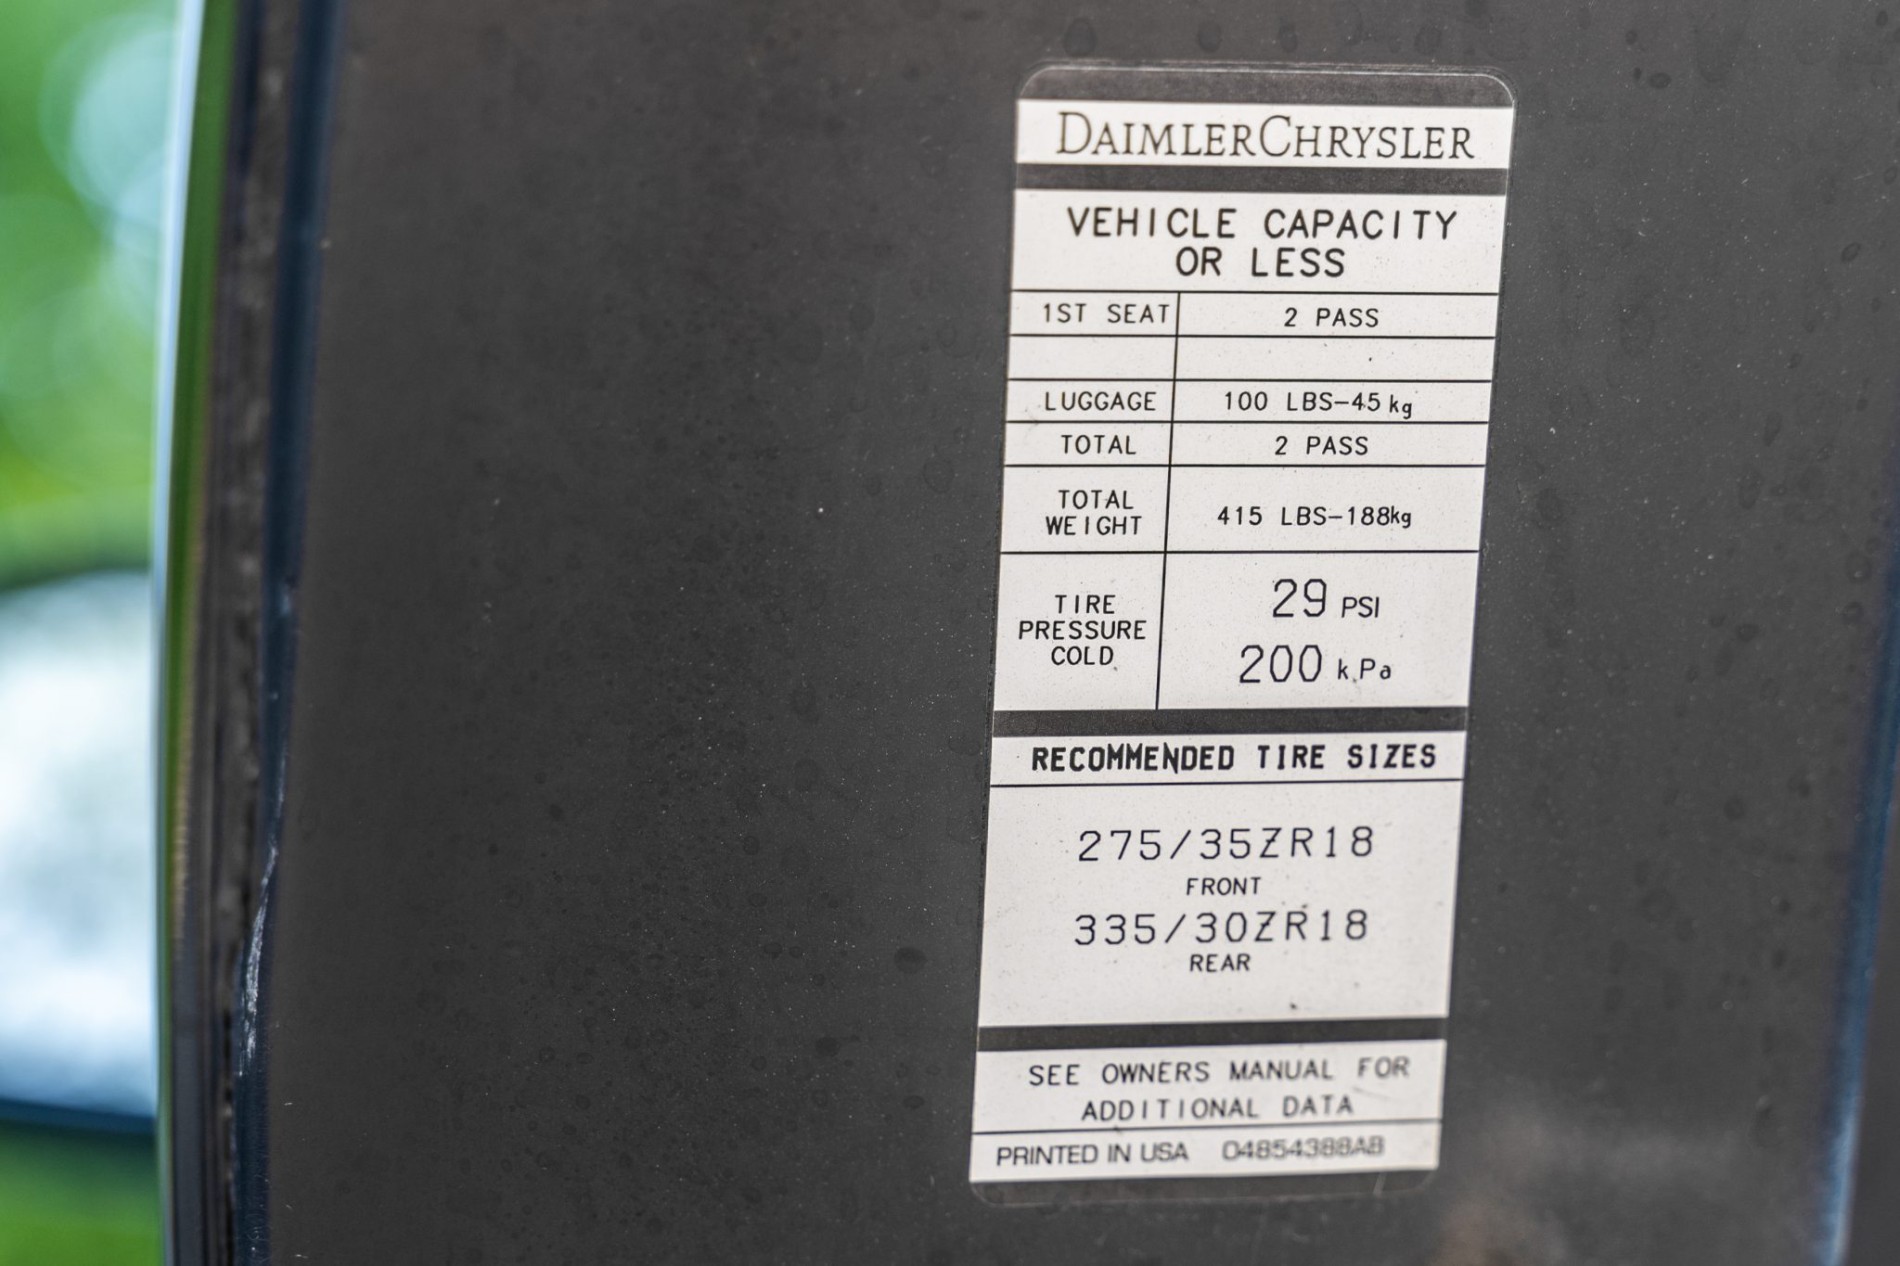 DAIMLERCHRYSLER
VEHICLE CAPACITY
OR LESS
1ST SEAT 2 PASS
LUGGAGE 100 LBS-45 kg
TOTAL 2 PASS
TOTAL
WEIGHT 415 LBS-188kg
TIRE
PRESSURE
COLD
29 PSI
200 k Pa
RECOMMENDED TIRE SIZES
275/35ZR18
FRONT
335/30ZR18
REAR
SEE OWNERS MANUAL FOR
ADDITIONAL DATA
PRINTED IN USA 04854388AB